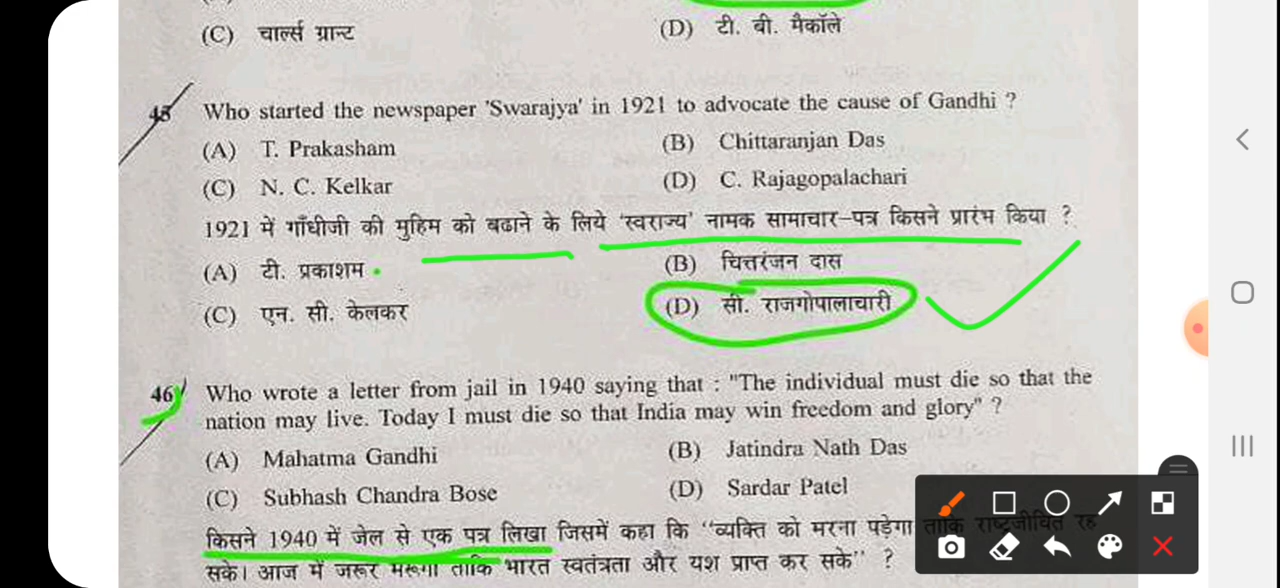 (C) चार्ल्स ग्रान्ट
(D) टी. बी. मैकॉले
45 Who started the newspaper 'Swarajya' in 1921 to advocate the cause of Gandhi ?
(A) T. Prakasham
(B) Chittaranjan Das
(C) N. C. Kelkar
(D) C. Rajagopalachari
1921 में गाँधीजी की मुहिम को बढाने के लिये 'स्वराज्य' नामक सामाचार-पत्र किसने प्रारंभ किया ?
(A) टी. प्रकाशम
(B) चित्तरंजन दास
(C) एन. सी. केलकर
(D) सी. राजगोपालाचारी
46 Who wrote a letter from jail in 1940 saying that : "The individual must die so that the
nation may live. Today I must die so that India may win freedom and glory" ?
(A) Mahatma Gandhi
(B) Jatindra Nath Das
(C) Subhash Chandra Bose
(D) Sardar Patel
किसने 1940 में जेल से एक पत्र लिखा जिसमें कहा कि "व्यक्ति को मरना पड़ेगा ताकि राष्ट्र जीवित रह
सके। आज में जरूर मरूंगा ताकि भारत स्वतंत्रता और यश प्राप्त कर सके" ?